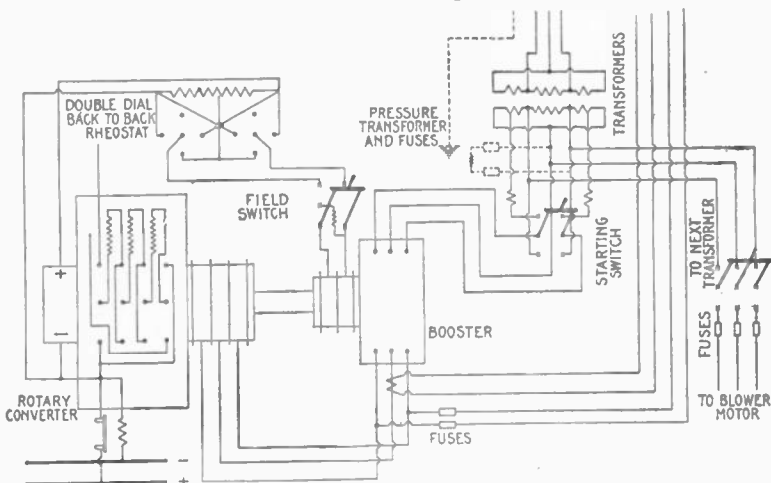 DOUBLE DIAL
BACK TO BACK
RHEOSTAT
PRESSURE
TRANSFORMER
AND FUSES
TRANSFORMERS
FIELD
SWITCH
STARTING
SWITCH
TO NEXT
TRANSFORMER
BOOSTER
FUSES
FUSES
TO BLOWER
MOTOR
ROTARY
CONVERTER
+
−
−
+